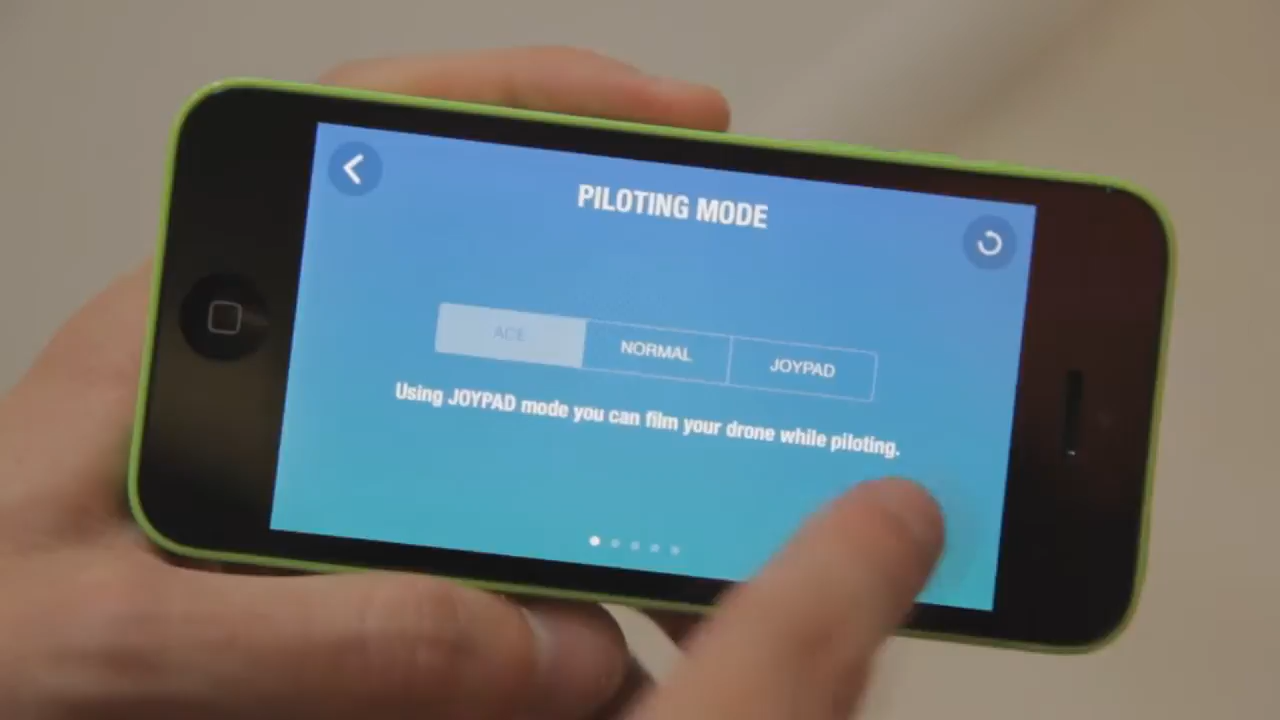 PILOTING MODE
ACE NORMAL JOYPAD
Using JOYPAD mode you can film your drone while piloting.